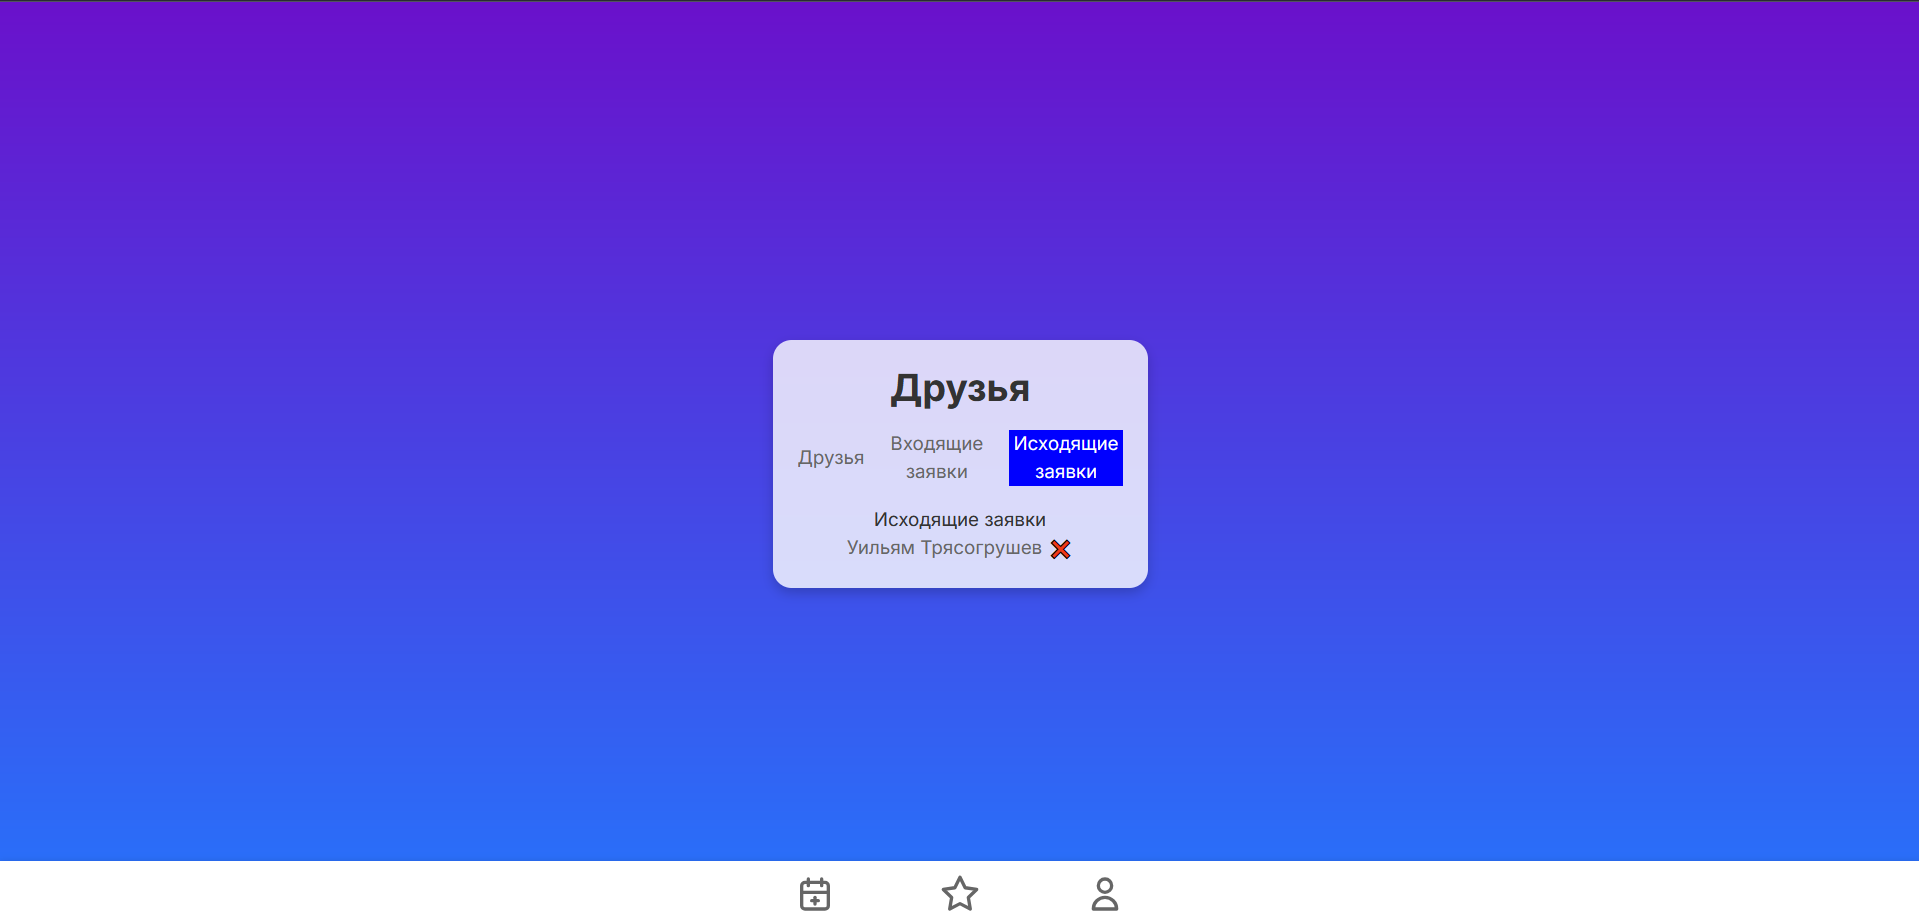 Друзья
Друзья
Входящие
заявки
Исходящие
заявки
Исходящие заявки
Уильям Трясогрушев